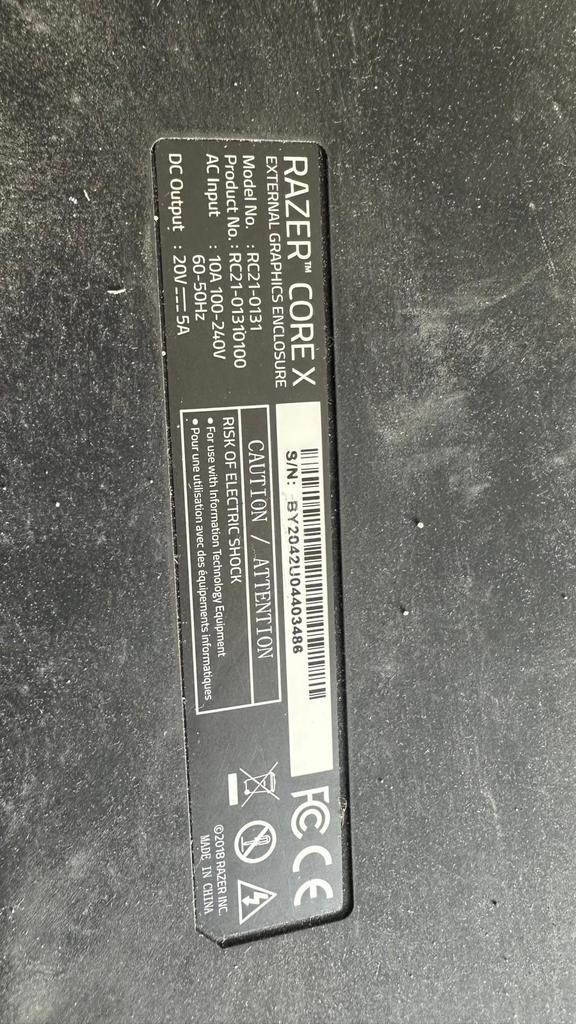 RAZER™ CORE X
EXTERNAL GRAPHICS ENCLOSURE
Model No. : RC21-0131
Product No. : RC21-01310100
AC Input : 10A 100-240V
60-50Hz
DC Output : 20V⎓5A
S/N: BY2042U04403486
CAUTION / ATTENTION
RISK OF ELECTRIC SHOCK
• For use with Information Technology Equipment
• Pour une utilisation avec des équipements informatiques
FC CE
©2018 RAZER INC.
MADE IN CHINA